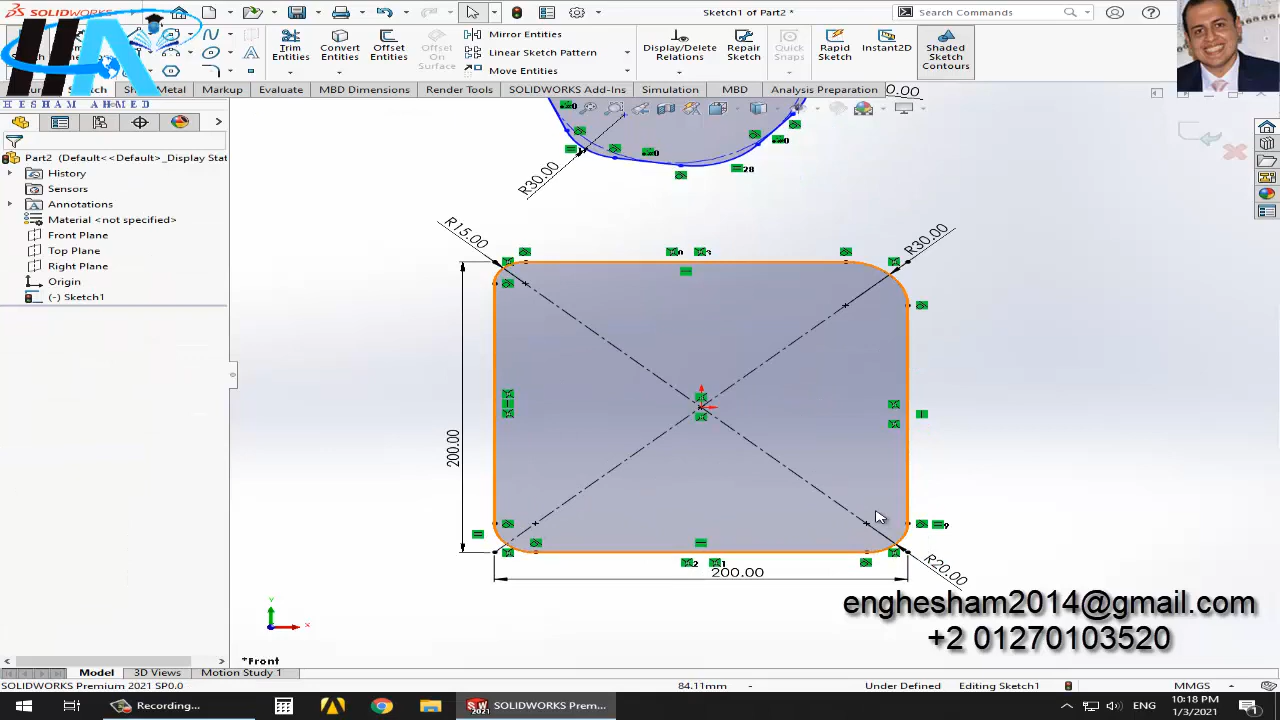 SOLIDWORKS
Sketch1 of Part2 *
Search Commands
Trim Entities
Convert Entities
Offset Entities
Offset On Surface
Mirror Entities
Linear Sketch Pattern
Move Entities
Display/Delete Relations
Repair Sketch
Quick Snaps
Rapid Sketch
Instant2D
Shaded Sketch Contours
Sketch
Metal
Markup
Evaluate
MBD Dimensions
Render Tools
SOLIDWORKS Add-Ins
Simulation
MBD
Analysis Preparation
HESHAM AHMED
Part2 (Default<<Default>_Display Stat
History
Sensors
Annotations
Material <not specified>
Front Plane
Top Plane
Right Plane
Origin
(-) Sketch1
R30.00
28
R15.00
R30.00
200.00
200.00
R20.00
9
Y
X
*Front
enghesham2014@gmail.com
+2 01270103520
Model
3D Views
Motion Study 1
SOLIDWORKS Premium 2021 SP0.0
84.11mm
-
Under Defined
Editing Sketch1
MMGS
Recording...
SOLIDWORKS Prem...
ENG
10:18 PM
1/3/2021